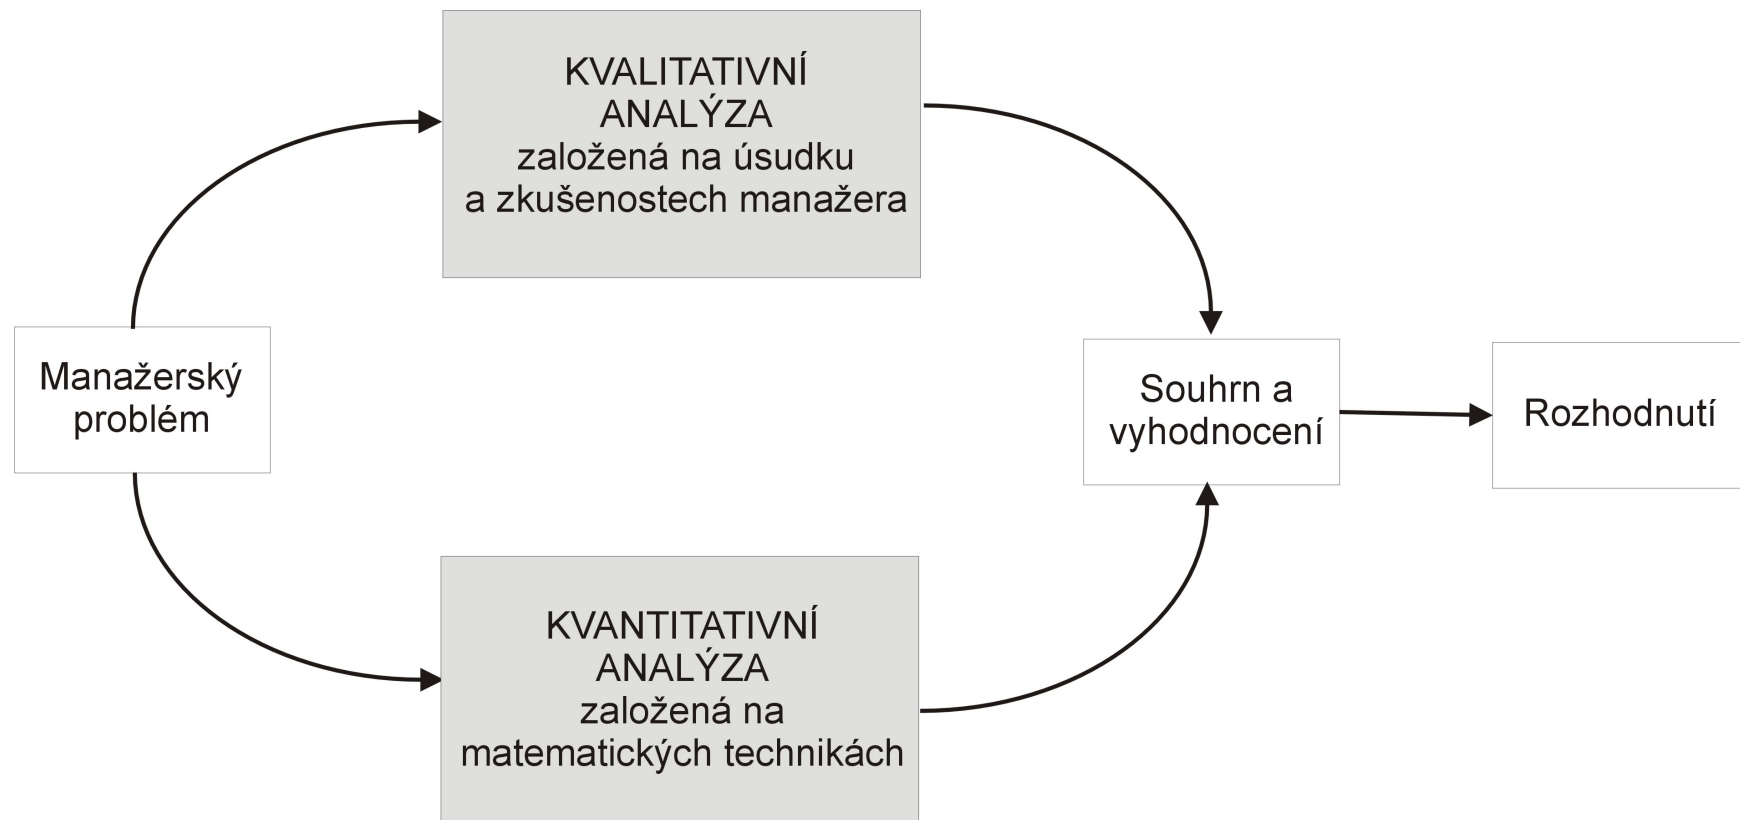 KVALITATIVNÍ
ANALÝZA
založená na úsudku
a zkušenostech manažera
Manažerský
problém
Souhrn a
vyhodnocení
Rozhodnutí
KVANTITATIVNÍ
ANALÝZA
založená na
matematických technikách